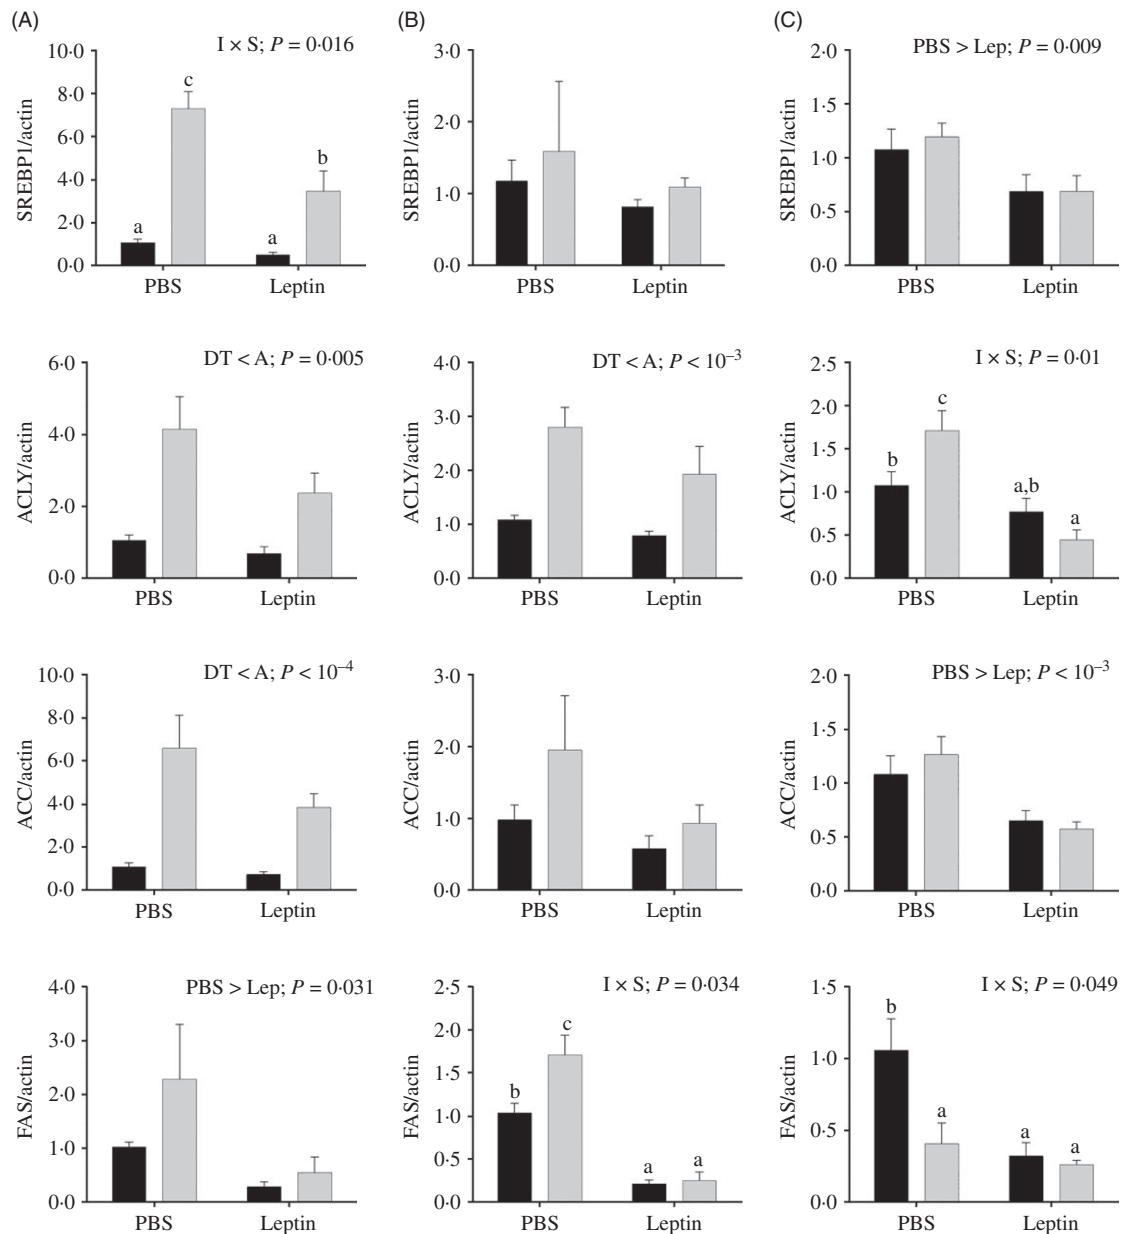 (A)
I × S; P = 0·016
10·0
8·0
6·0
4·0
2·0
0·0
SREBP1/actin
a
c
a
b
PBS
Leptin
DT < A; P = 0·005
6·0
4·0
2·0
0·0
ACLY/actin
PBS
Leptin
DT < A; P < 10⁻⁴
10·0
8·0
6·0
4·0
2·0
0·0
ACC/actin
PBS
Leptin
PBS > Lep; P = 0·031
4·0
3·0
2·0
1·0
0·0
FAS/actin
PBS
Leptin
(B)
3·0
2·0
1·0
0·0
SREBP1/actin
PBS
Leptin
DT < A; P < 10⁻³
4·0
3·0
2·0
1·0
0·0
ACLY/actin
PBS
Leptin
3·0
2·0
1·0
0·0
ACC/actin
PBS
Leptin
I × S; P = 0·034
2·5
2·0
1·5
1·0
0·5
0·0
FAS/actin
b
c
a
a
PBS
Leptin
(C)
PBS > Lep; P = 0·009
2·0
1·5
1·0
0·5
0·0
SREBP1/actin
PBS
Leptin
I × S; P = 0·01
2·5
2·0
1·5
1·0
0·5
0·0
ACLY/actin
b
c
a,b
a
PBS
Leptin
PBS > Lep; P < 10⁻³
2·0
1·5
1·0
0·5
0·0
ACC/actin
PBS
Leptin
I × S; P = 0·049
1·5
1·0
0·5
0·0
FAS/actin
b
a
a
a
PBS
Leptin